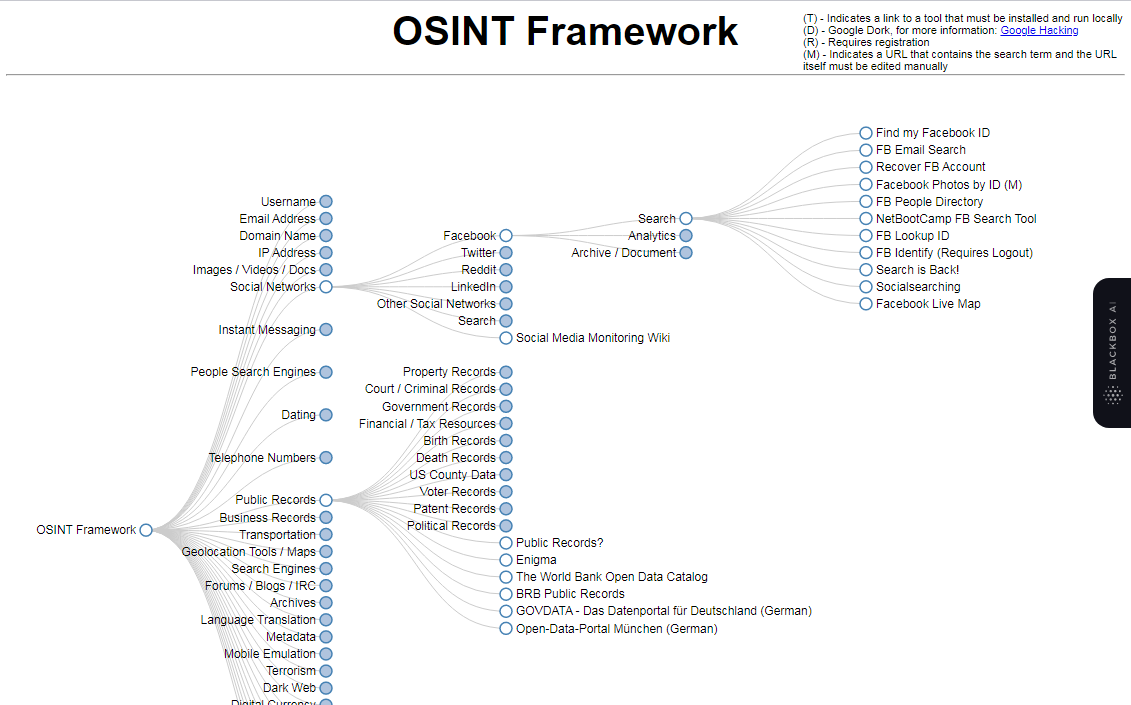 OSINT Framework
(T) - Indicates a link to a tool that must be installed and run locally
(D) - Google Dork, for more information: Google Hacking
(R) - Requires registration
(M) - Indicates a URL that contains the search term and the URL
itself must be edited manually
OSINT Framework
Username
Email Address
Domain Name
IP Address
Images / Videos / Docs
Social Networks
Instant Messaging
People Search Engines
Dating
Telephone Numbers
Public Records
Business Records
Transportation
Geolocation Tools / Maps
Search Engines
Forums / Blogs / IRC
Archives
Language Translation
Metadata
Mobile Emulation
Terrorism
Dark Web
Digital Currency
Facebook
Twitter
Reddit
LinkedIn
Other Social Networks
Search
Social Media Monitoring Wiki
Property Records
Court / Criminal Records
Government Records
Financial / Tax Resources
Birth Records
Death Records
US County Data
Voter Records
Patent Records
Political Records
Public Records?
Enigma
The World Bank Open Data Catalog
BRB Public Records
GOVDATA - Das Datenportal für Deutschland (German)
Open-Data-Portal München (German)
Search
Analytics
Archive / Document
Find my Facebook ID
FB Email Search
Recover FB Account
Facebook Photos by ID (M)
FB People Directory
NetBootCamp FB Search Tool
FB Lookup ID
FB Identify (Requires Logout)
Search is Back!
Socialsearching
Facebook Live Map
BLACKBOX AI